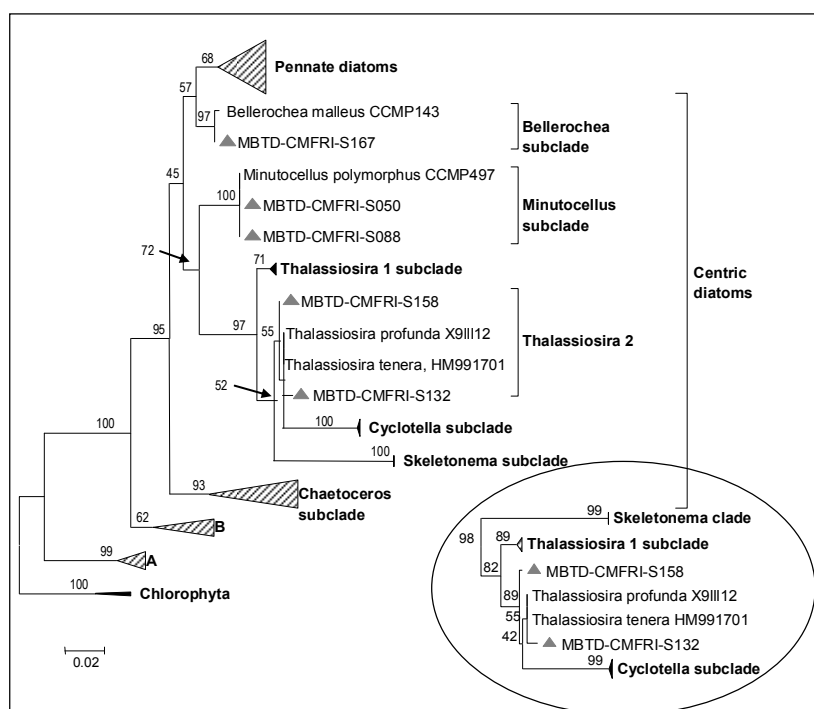 68
Pennate diatoms
57
Bellerochea malleus CCMP143
97
MBTD-CMFRI-S167
Bellerochea
subclade
45
Minutocellus polymorphus CCMP497
100
MBTD-CMFRI-S050
MBTD-CMFRI-S088
Minutocellus
subclade
72
71
Thalassiosira 1 subclade
Centric
diatoms
MBTD-CMFRI-S158
97
55
Thalassiosira profunda X9III12
Thalassiosira 2
95
Thalassiosira tenera, HM991701
52
MBTD-CMFRI-S132
100
Cyclotella subclade
100
100
Skeletonema subclade
93
Chaetoceros
subclade
62
B
99
A
100
Chlorophyta
0.02
99
Skeletonema clade
98
89
Thalassiosira 1 subclade
82
MBTD-CMFRI-S158
89
Thalassiosira profunda X9III12
55
Thalassiosira tenera HM991701
42
MBTD-CMFRI-S132
99
Cyclotella subclade